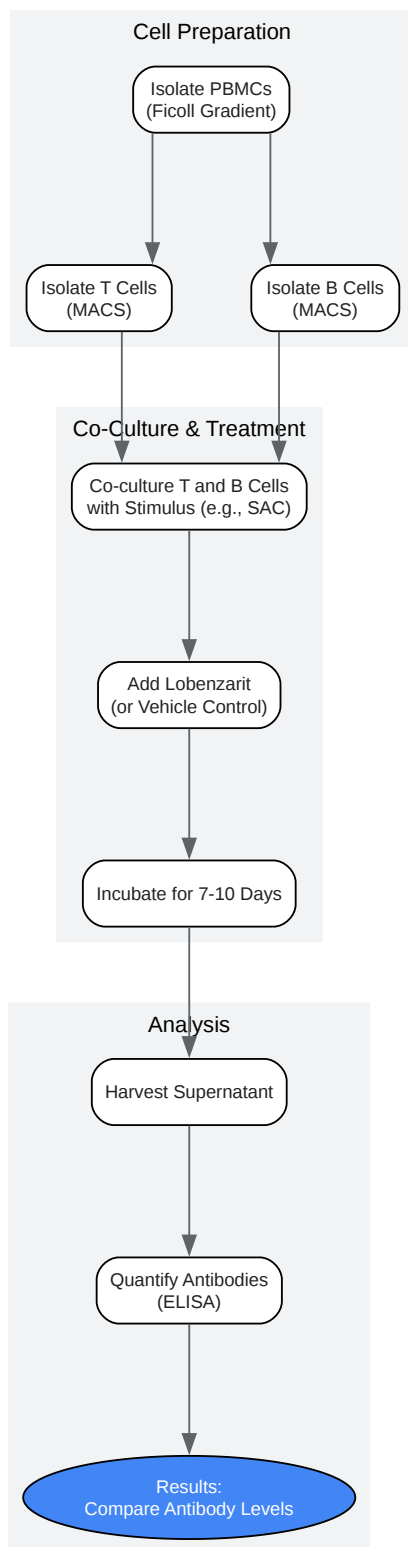 Cell Preparation
Isolate PBMCs
(Ficoll Gradient)
Isolate T Cells
(MACS)
Isolate B Cells
(MACS)
Co-Culture & Treatment
Co-culture T and B Cells
with Stimulus (e.g., SAC)
Add Lobenzarit
(or Vehicle Control)
Incubate for 7-10 Days
Analysis
Harvest Supernatant
Quantify Antibodies
(ELISA)
Results:
Compare Antibody Levels